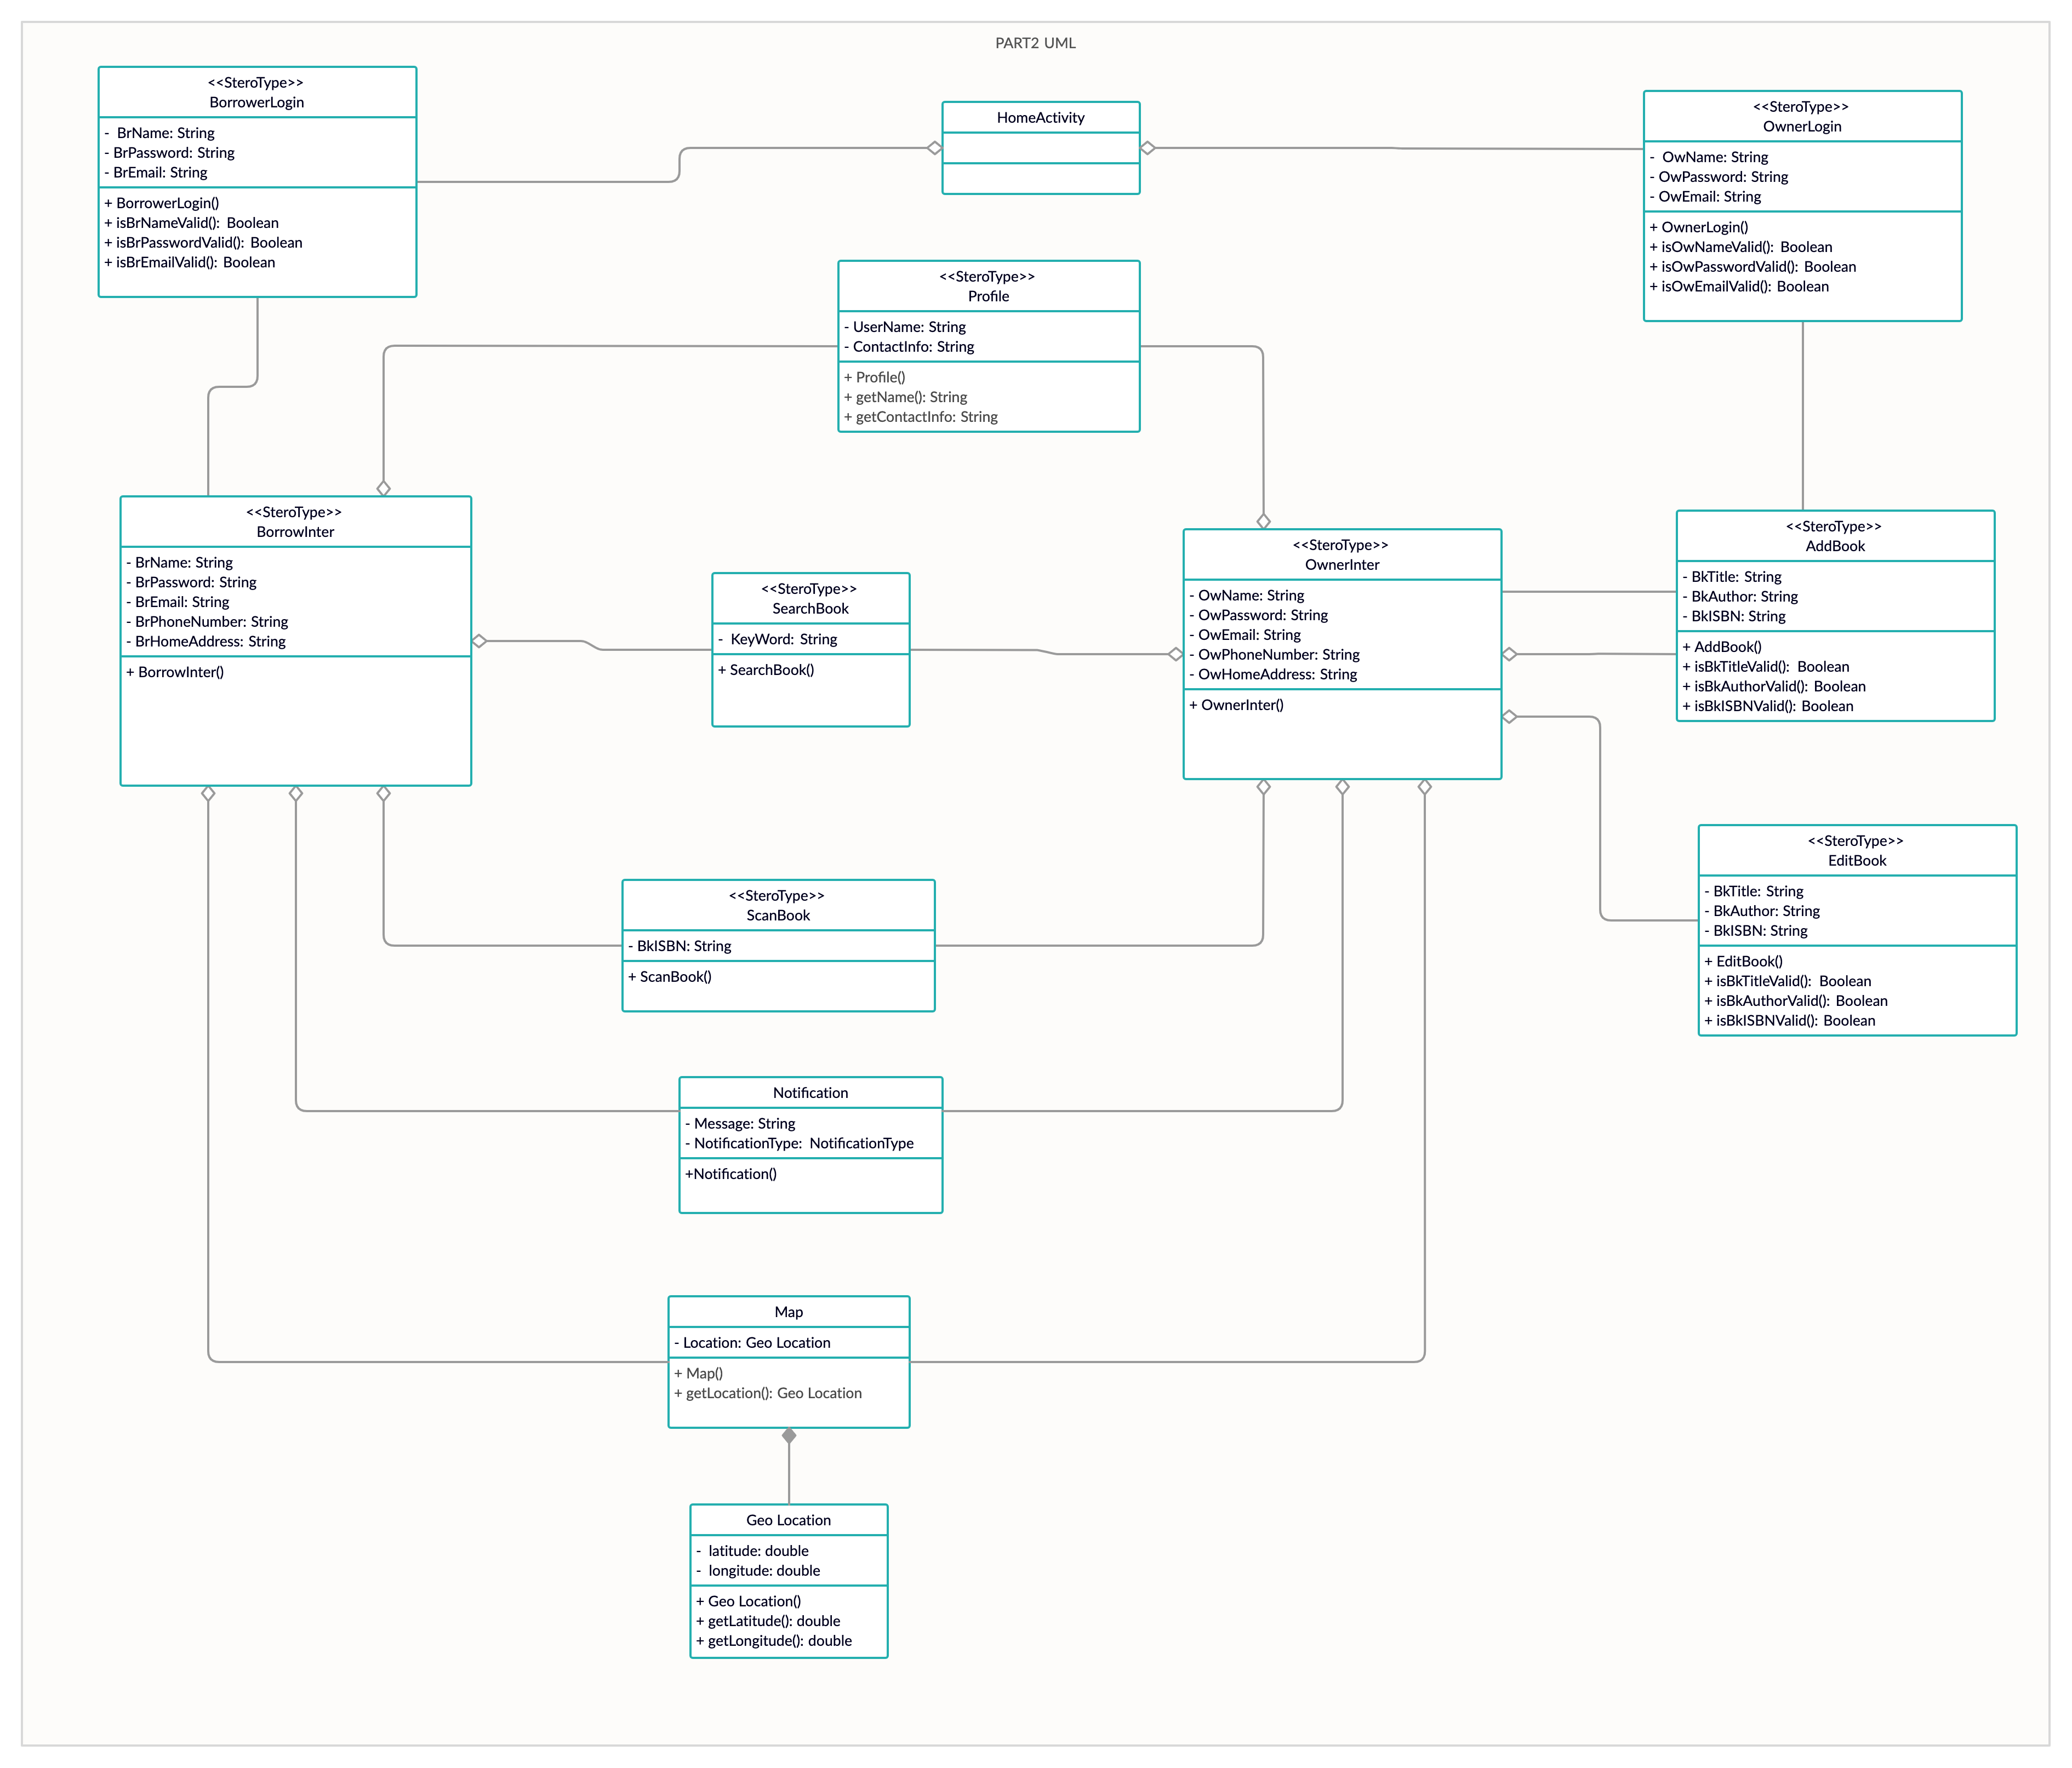 PART2 UML
<<SteroType>>
BorrowerLogin
- BrName: String
- BrPassword: String
- BrEmail: String
+ BorrowerLogin()
+ isBrNameValid(): Boolean
+ isBrPasswordValid(): Boolean
+ isBrEmailValid(): Boolean
HomeActivity
<<SteroType>>
OwnerLogin
- OwName: String
- OwPassword: String
- OwEmail: String
+ OwnerLogin()
+ isOwNameValid(): Boolean
+ isOwPasswordValid(): Boolean
+ isOwEmailValid(): Boolean
<<SteroType>>
Profile
- UserName: String
- ContactInfo: String
+ Profile()
+ getName(): String
+ getContactInfo: String
<<SteroType>>
BorrowInter
- BrName: String
- BrPassword: String
- BrEmail: String
- BrPhoneNumber: String
- BrHomeAddress: String
+ BorrowInter()
<<SteroType>>
SearchBook
- KeyWord: String
+ SearchBook()
<<SteroType>>
OwnerInter
- OwName: String
- OwPassword: String
- OwEmail: String
- OwPhoneNumber: String
- OwHomeAddress: String
+ OwnerInter()
<<SteroType>>
AddBook
- BkTitle: String
- BkAuthor: String
- BkISBN: String
+ AddBook()
+ isBkTitleValid(): Boolean
+ isBkAuthorValid(): Boolean
+ isBkISBNValid(): Boolean
<<SteroType>>
EditBook
- BkTitle: String
- BkAuthor: String
- BkISBN: String
+ EditBook()
+ isBkTitleValid(): Boolean
+ isBkAuthorValid(): Boolean
+ isBkISBNValid(): Boolean
<<SteroType>>
ScanBook
- BkISBN: String
+ ScanBook()
Notification
- Message: String
- NotificationType: NotificationType
+Notification()
Map
- Location: Geo Location
+ Map()
+ getLocation(): Geo Location
Geo Location
- latitude: double
- longitude: double
+ Geo Location()
+ getLatitude(): double
+ getLongitude(): double